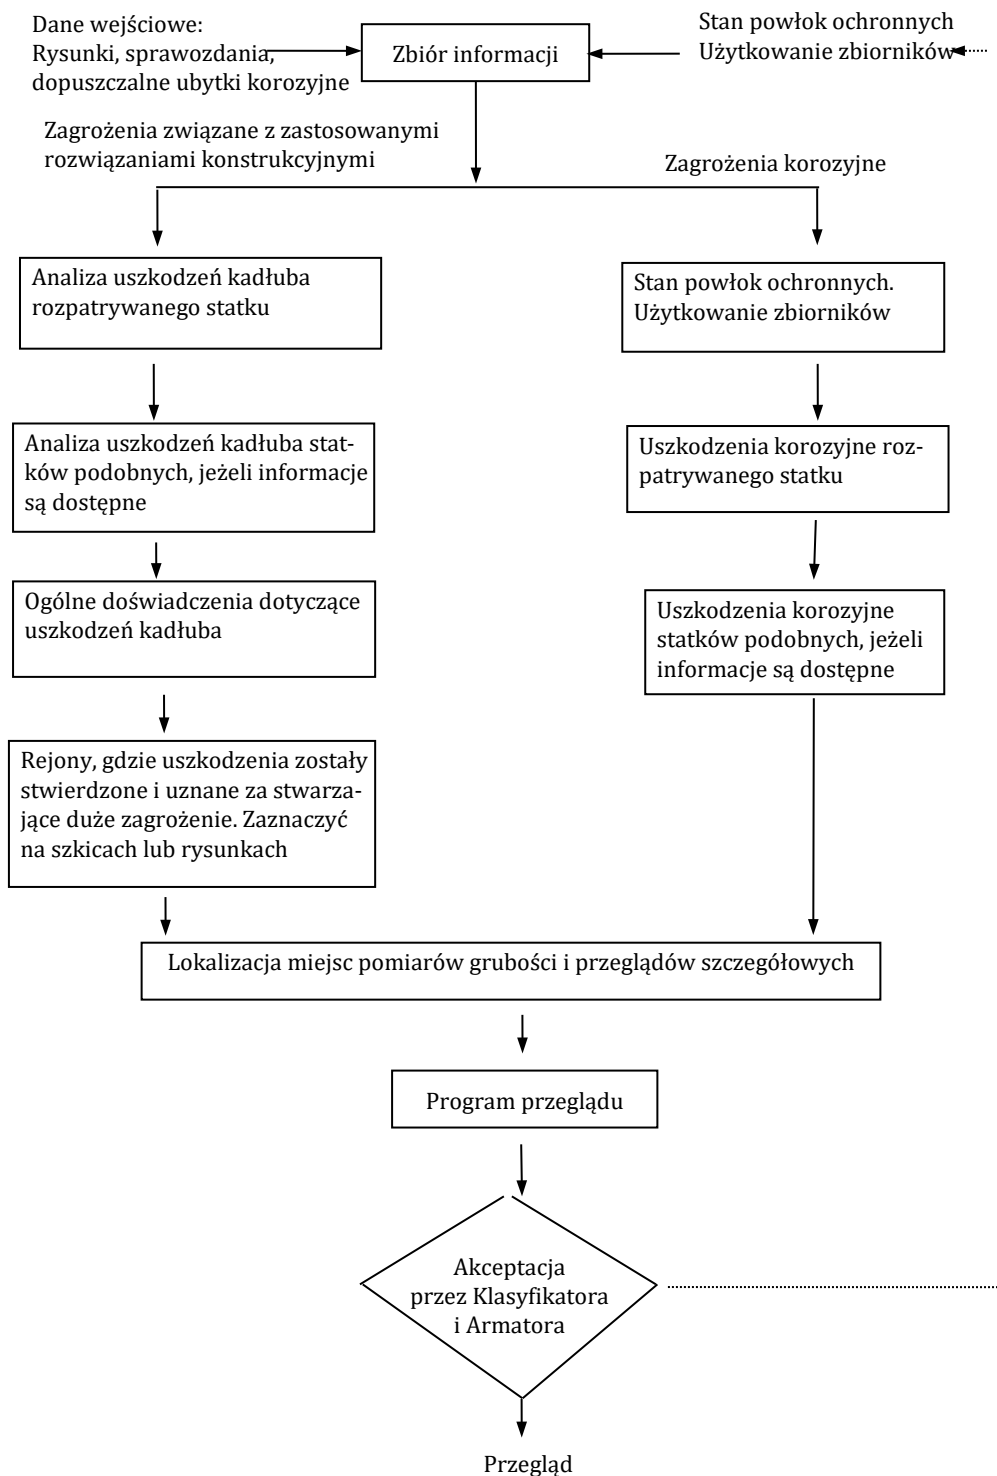 Dane wejściowe:
Rysunki, sprawozdania,
dopuszczalne ubytki korozyjne
Zbiór informacji
Stan powłok ochronnych
Użytkowanie zbiorników
Zagrożenia związane z zastosowanymi
rozwiązaniami konstrukcyjnymi
Zagrożenia korozyjne
Analiza uszkodzeń kadłuba
rozpatrywanego statku
Stan powłok ochronnych.
Użytkowanie zbiorników
Analiza uszkodzeń kadłuba stat-
ków podobnych, jeżeli informacje
są dostępne
Uszkodzenia korozyjne roz-
patrywanego statku
Ogólne doświadczenia dotyczące
uszkodzeń kadłuba
Uszkodzenia korozyjne
statków podobnych, jeżeli
informacje są dostępne
Rejony, gdzie uszkodzenia zostały
stwierdzone i uznane za stwarza-
jące duże zagrożenie. Zaznaczyć
na szkicach lub rysunkach
Lokalizacja miejsc pomiarów grubości i przeglądów szczegółowych
Program przeglądu
Akceptacja
przez Klasyfikatora
i Armatora
Przegląd